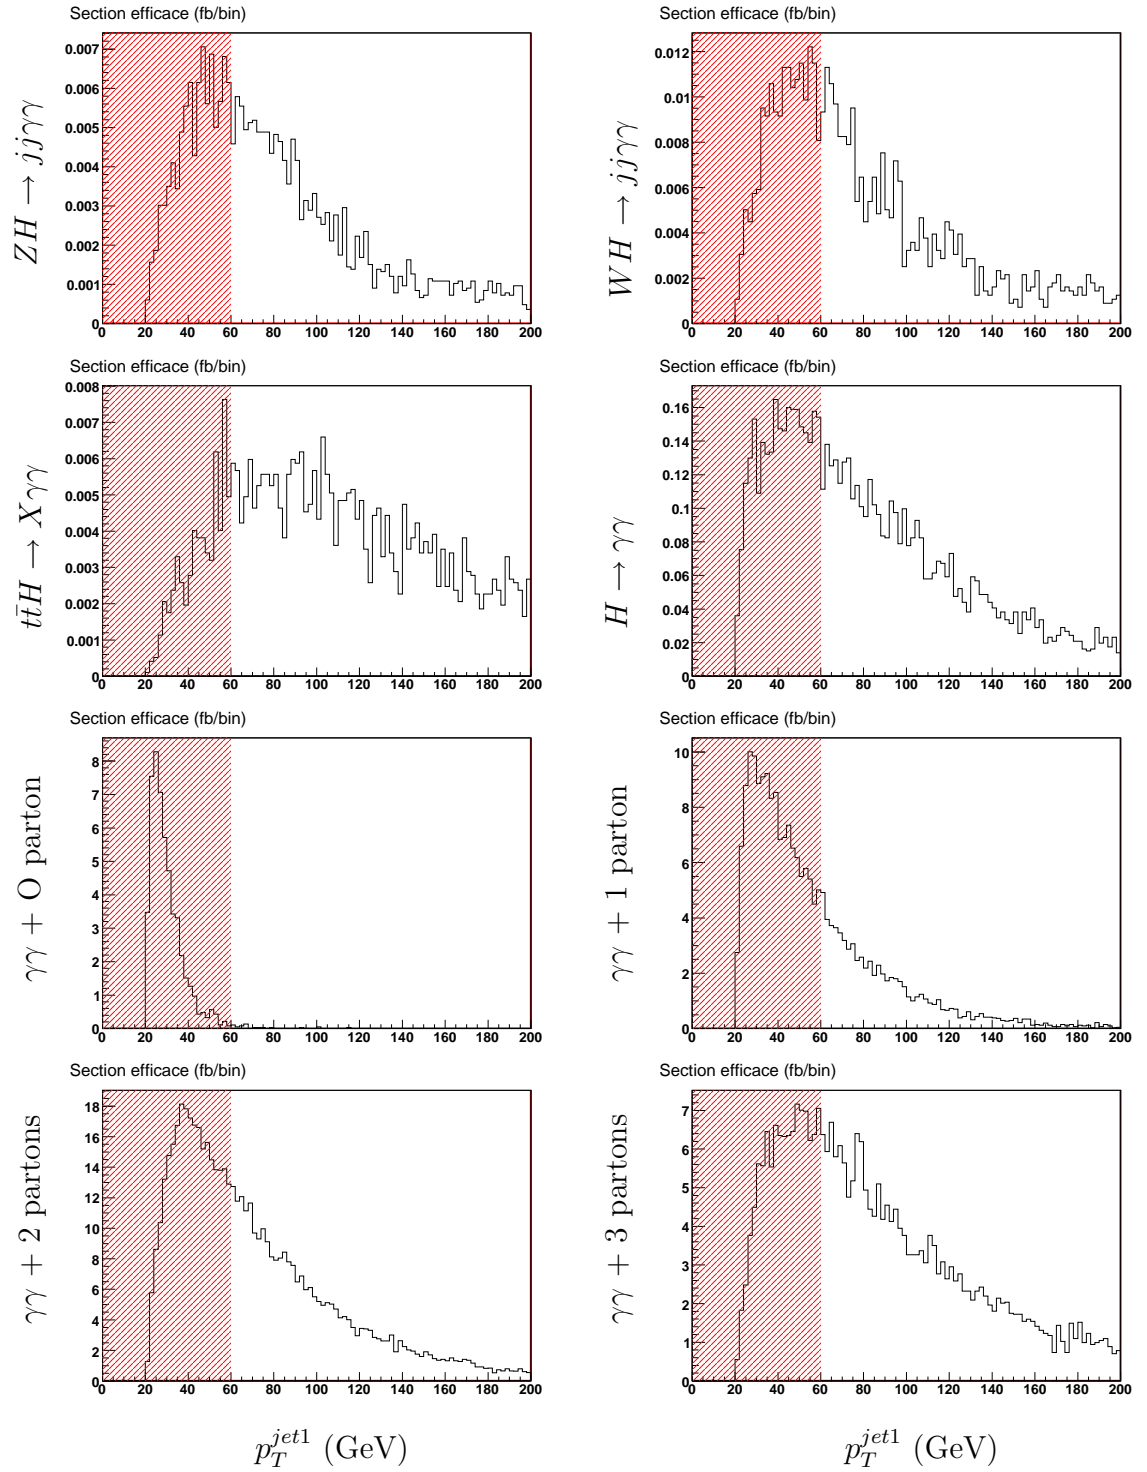 Section efficace (fb/bin)
ZH → jjγγ
0.007
0.006
0.005
0.004
0.003
0.002
0.001
0
0 20 40 60 80 100 120 140 160 180 200
Section efficace (fb/bin)
WH → jjγγ
0.012
0.01
0.008
0.006
0.004
0.002
0
0 20 40 60 80 100 120 140 160 180 200
Section efficace (fb/bin)
tt̄H → Xγγ
0.008
0.007
0.006
0.005
0.004
0.003
0.002
0.001
0
0 20 40 60 80 100 120 140 160 180 200
Section efficace (fb/bin)
H → γγ
0.16
0.14
0.12
0.1
0.08
0.06
0.04
0.02
0
0 20 40 60 80 100 120 140 160 180 200
Section efficace (fb/bin)
γγ + O parton
8
7
6
5
4
3
2
1
0
0 20 40 60 80 100 120 140 160 180 200
Section efficace (fb/bin)
γγ + 1 parton
10
8
6
4
2
0
0 20 40 60 80 100 120 140 160 180 200
Section efficace (fb/bin)
γγ + 2 partons
18
16
14
12
10
8
6
4
2
0
0 20 40 60 80 100 120 140 160 180 200
p_T^{jet1} (GeV)
Section efficace (fb/bin)
γγ + 3 partons
7
6
5
4
3
2
1
0
0 20 40 60 80 100 120 140 160 180 200
p_T^{jet1} (GeV)